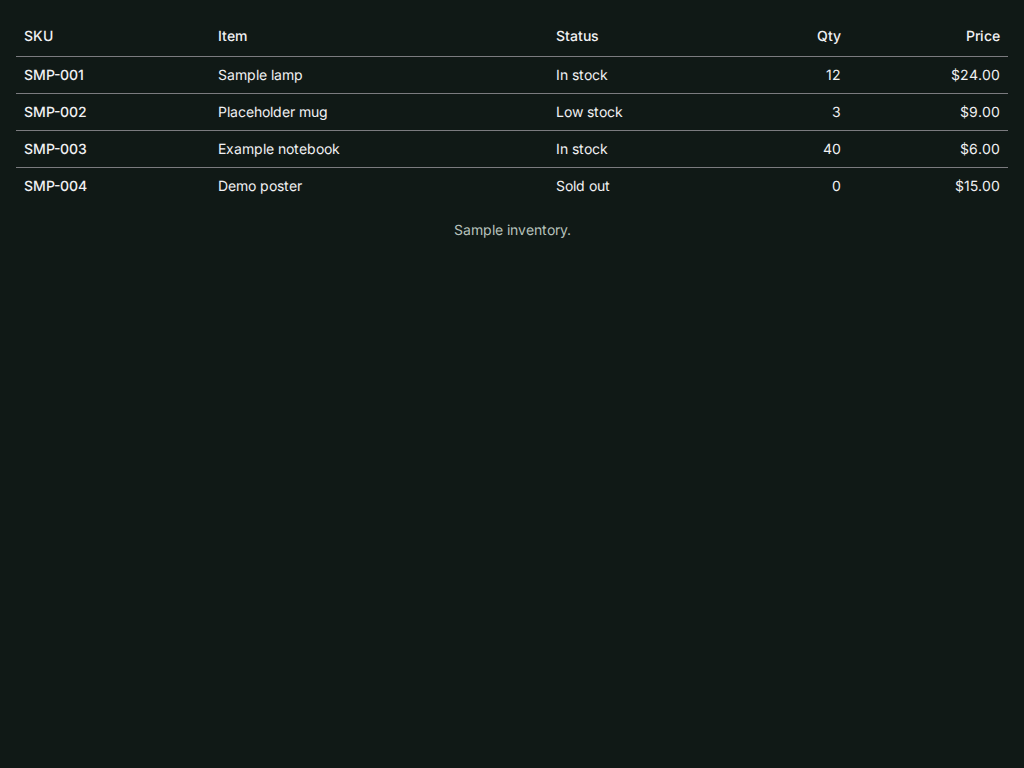 SKU Item Status Qty Price
SMP-001 Sample lamp In stock 12 $24.00
SMP-002 Placeholder mug Low stock 3 $9.00
SMP-003 Example notebook In stock 40 $6.00
SMP-004 Demo poster Sold out 0 $15.00
Sample inventory.